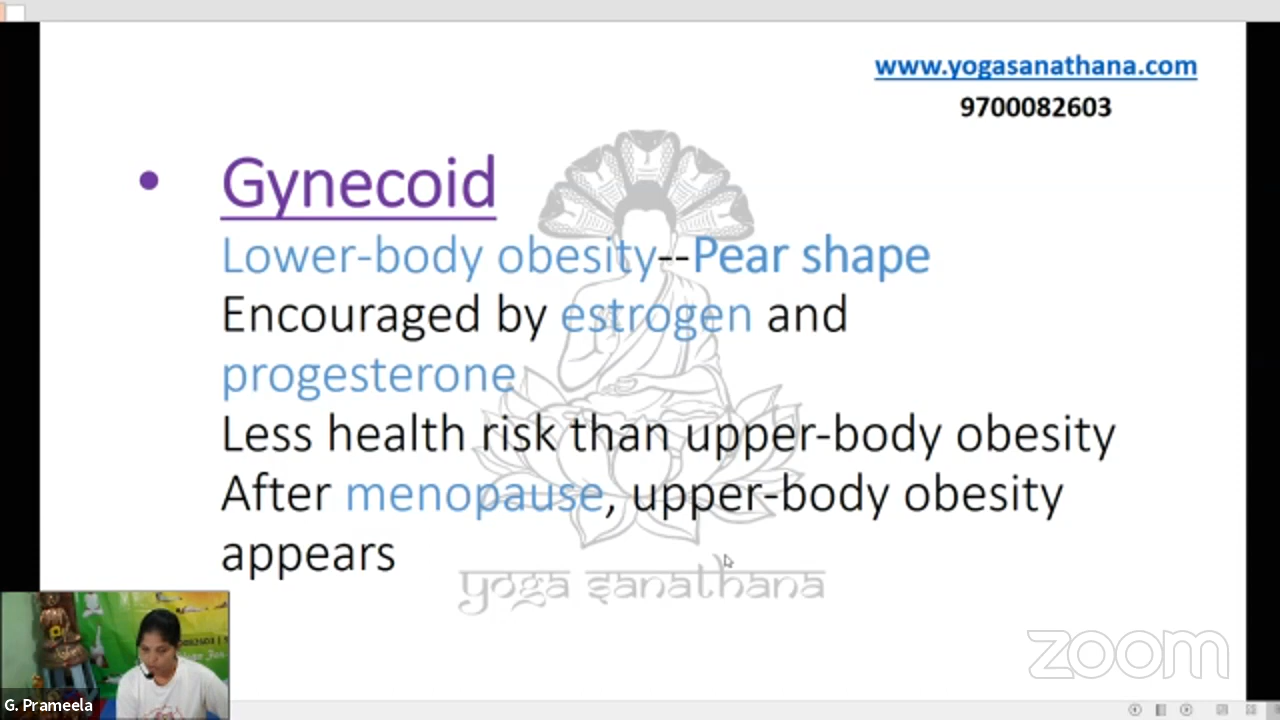 www.yogasanathana.com
9700082603
• Gynecoid
Lower-body obesity--Pear shape
Encouraged by estrogen and
progesterone
Less health risk than upper-body obesity
After menopause, upper-body obesity
appears
yoga sanathana
zoom
G. Prameela